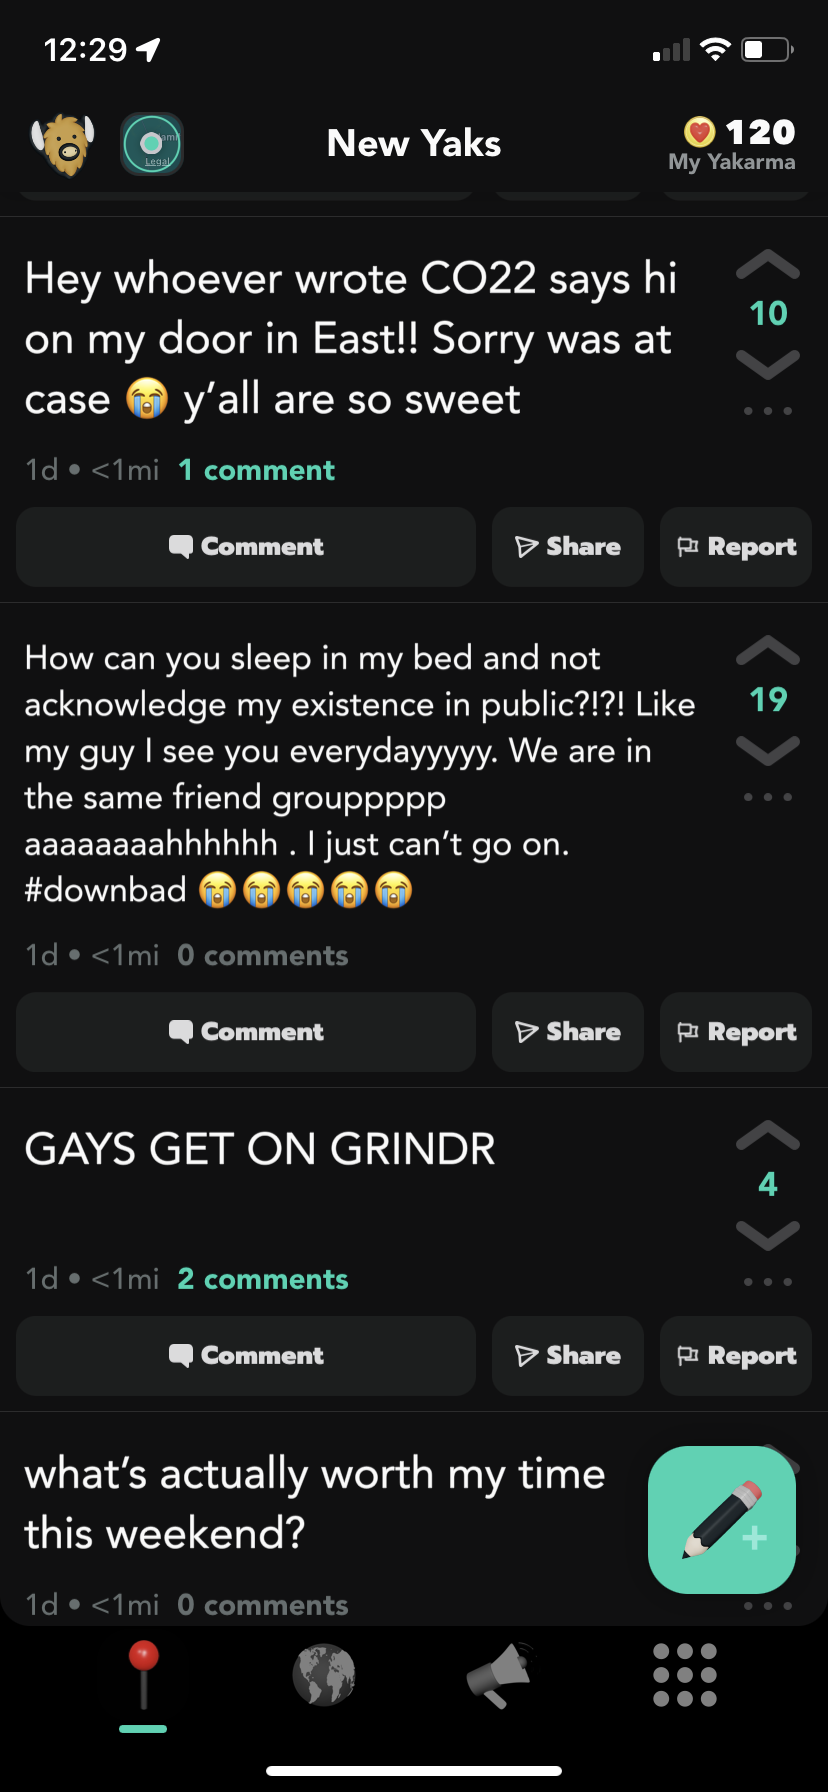 12:29
New Yaks
120
My Yakarma
Legal
Hey whoever wrote CO22 says hi
on my door in East!! Sorry was at
case 😭 y’all are so sweet
10
1d • <1mi 1 comment
Comment Share Report
How can you sleep in my bed and not
acknowledge my existence in public?!?! Like
my guy I see you everydayyyyy. We are in
the same friend grouppppp
aaaaaaaahhhhhh . I just can’t go on.
#downbad 😭😭😭😭😭
19
1d • <1mi 0 comments
Comment Share Report
GAYS GET ON GRINDR
4
1d • <1mi 2 comments
Comment Share Report
what’s actually worth my time
this weekend?
1d • <1mi 0 comments